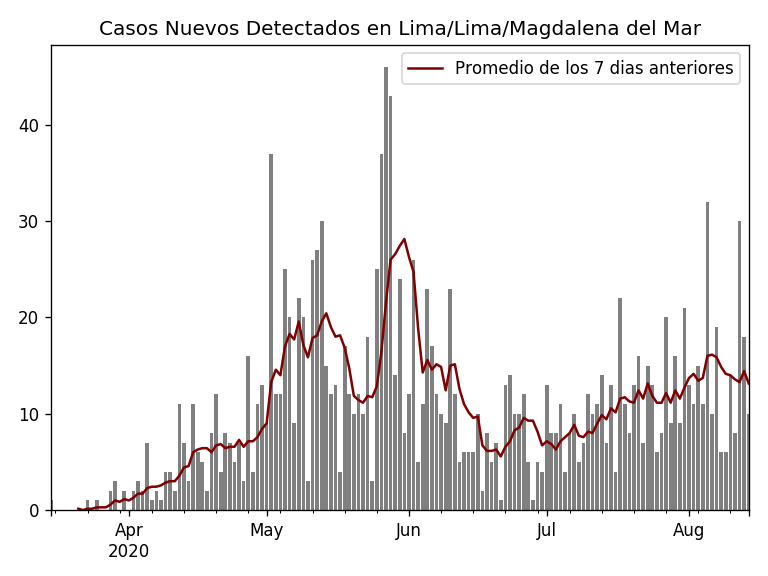 Casos Nuevos Detectados en Lima/Lima/Magdalena del Mar
Promedio de los 7 dias anteriores
40
30
20
10
0
Apr May Jun Jul Aug
2020